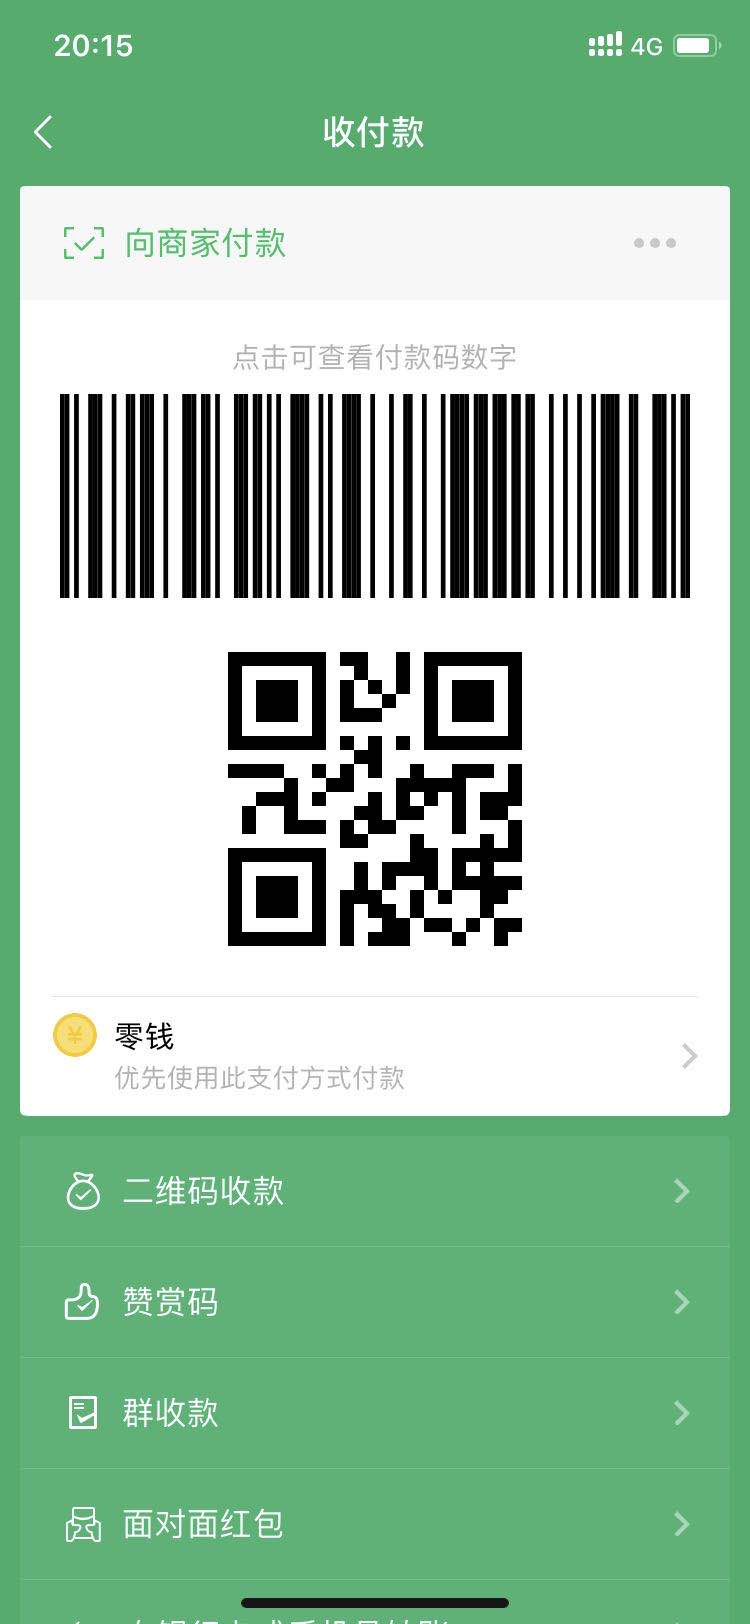 20:15
4G
收付款
向商家付款
点击可查看付款码数字
¥
零钱
优先使用此支付方式付款
二维码收款
赞赏码
群收款
面对面红包